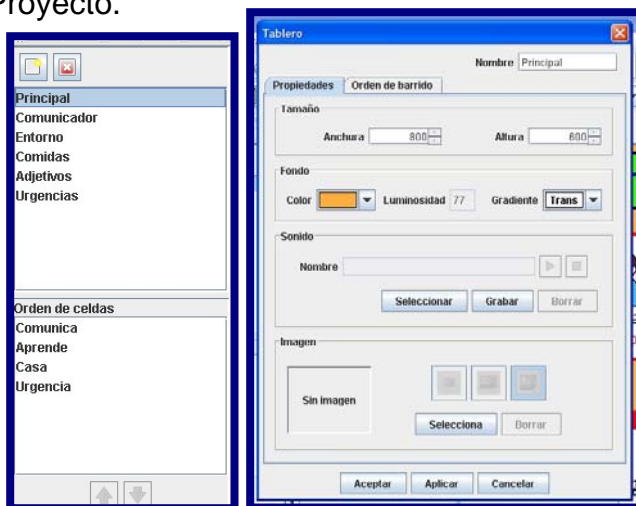 Proyecto.
Principal
Comunicador
Entorno
Comidas
Adjetivos
Urgencias
Orden de celdas
Comunica
Aprende
Casa
Urgencia
Tablero
Nombre Principal
Propiedades Orden de barrido
Tamaño
Anchura 800 Altura 600
Fondo
Color Luminosidad 77 Gradiente Trans
Sonido
Nombre
Seleccionar Grabar Borrar
Imagen
Sin imagen
Selecciona Borrar
Aceptar Aplicar Cancelar